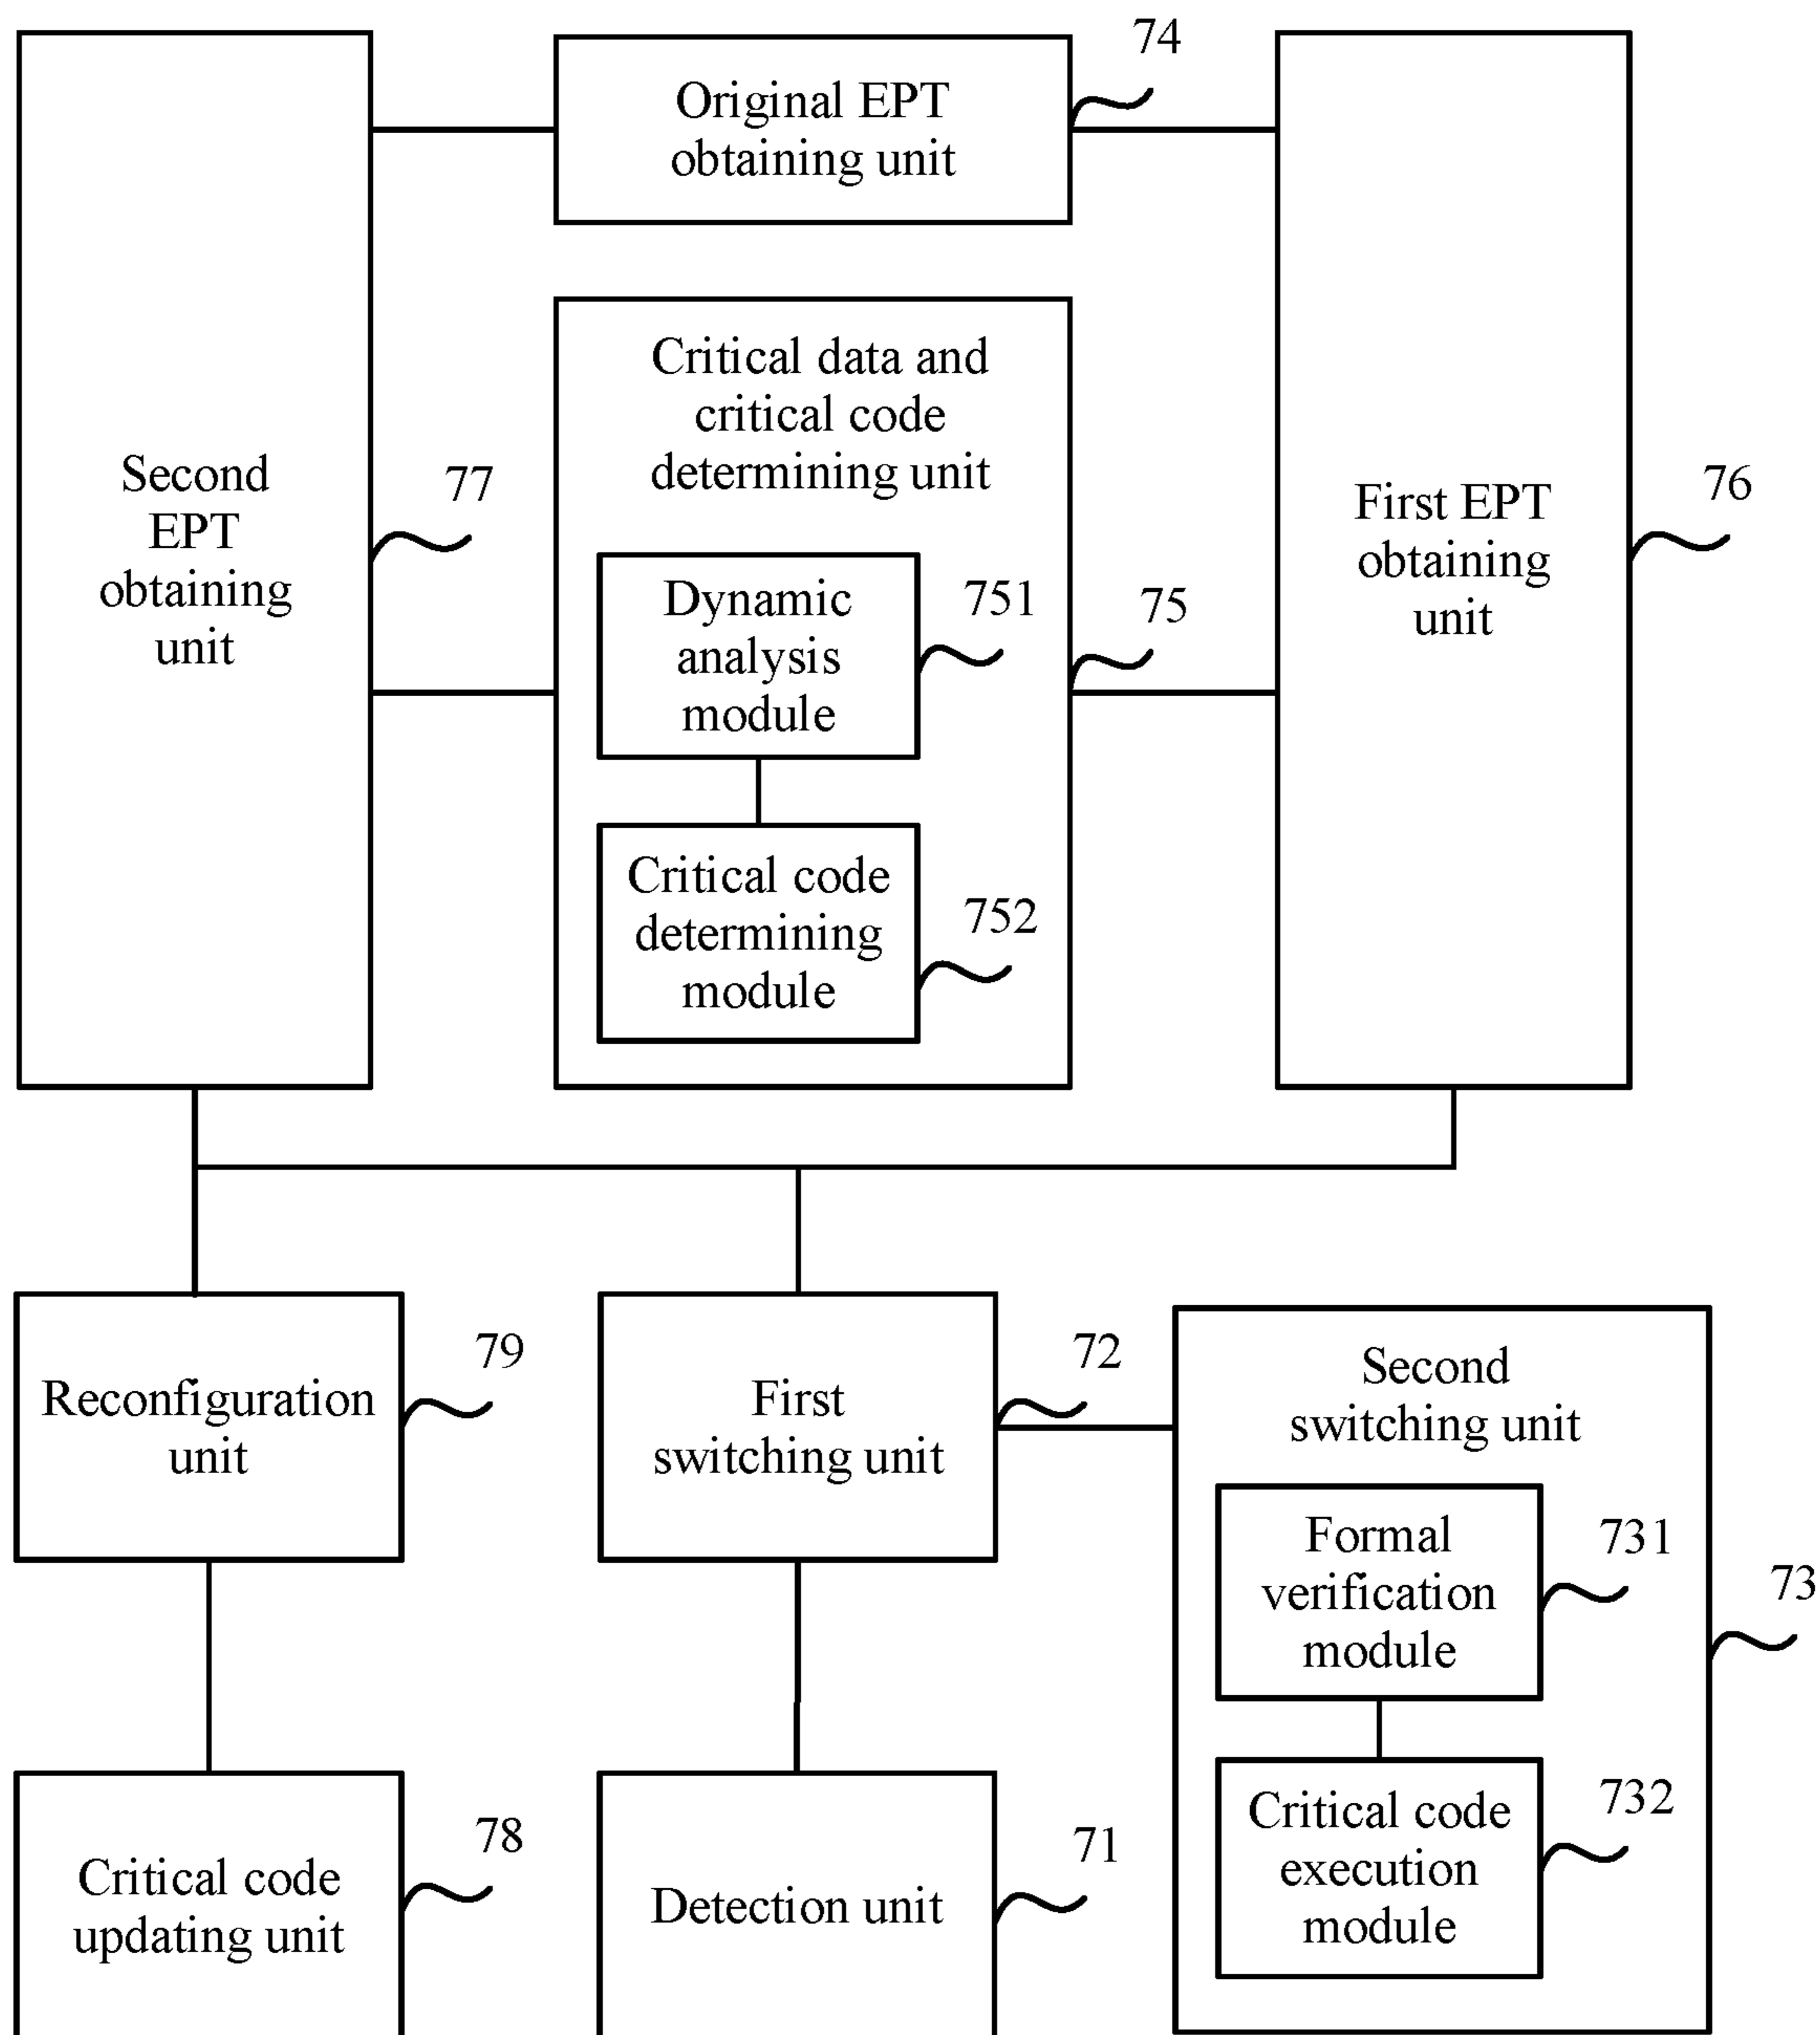 74
Original EPT
obtaining unit
Second
EPT
obtaining
unit
77
Critical data and
critical code
determining unit
Dynamic
analysis
module
751
75
Critical code
determining
module
752
First EPT
obtaining
unit
76
Reconfiguration
unit
79
First
switching unit
72
Second
switching unit
Formal
verification
module
731
73
Critical code
execution
module
732
Critical code
updating unit
78
Detection unit
71